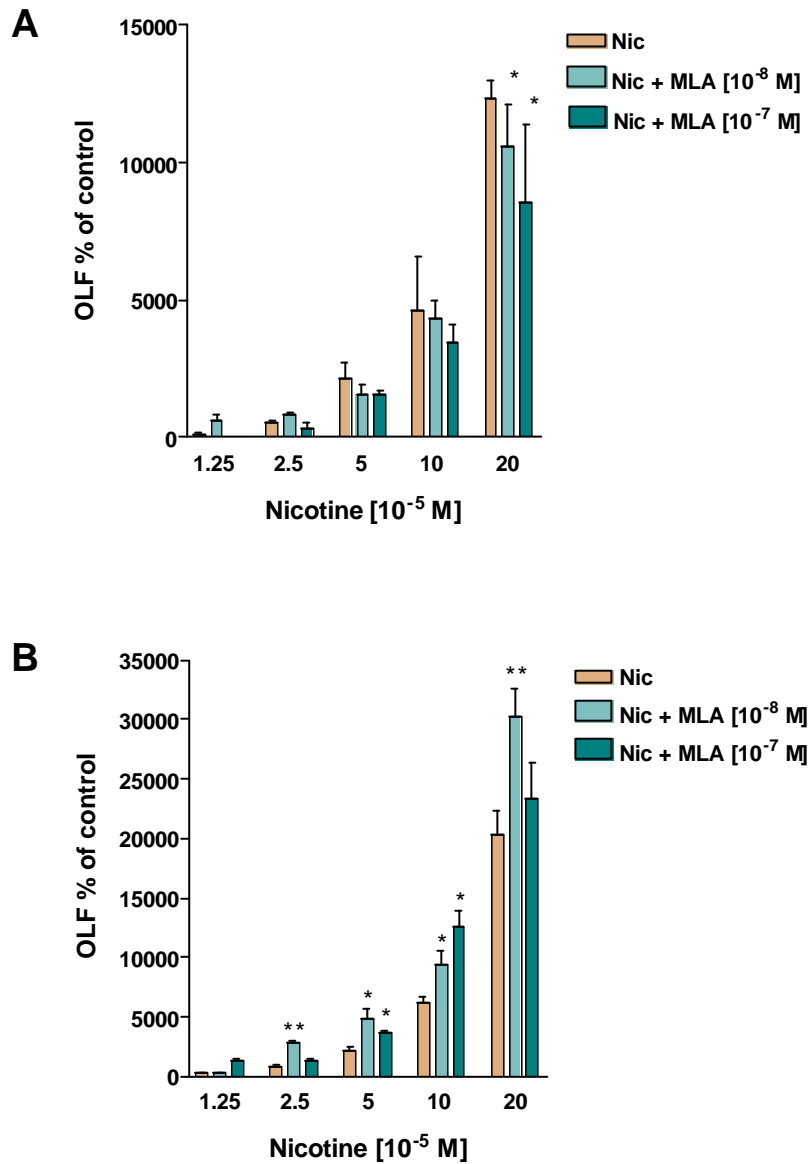 A
OLF % of control
15000
10000
5000
0
1.25 2.5 5 10 20
Nicotine [10⁻⁵ M]
* *
Nic
Nic + MLA [10⁻⁸ M]
Nic + MLA [10⁻⁷ M]
B
OLF % of control
35000
30000
25000
20000
15000
10000
5000
0
1.25 2.5 5 10 20
Nicotine [10⁻⁵ M]
** * * * * **
Nic
Nic + MLA [10⁻⁸ M]
Nic + MLA [10⁻⁷ M]